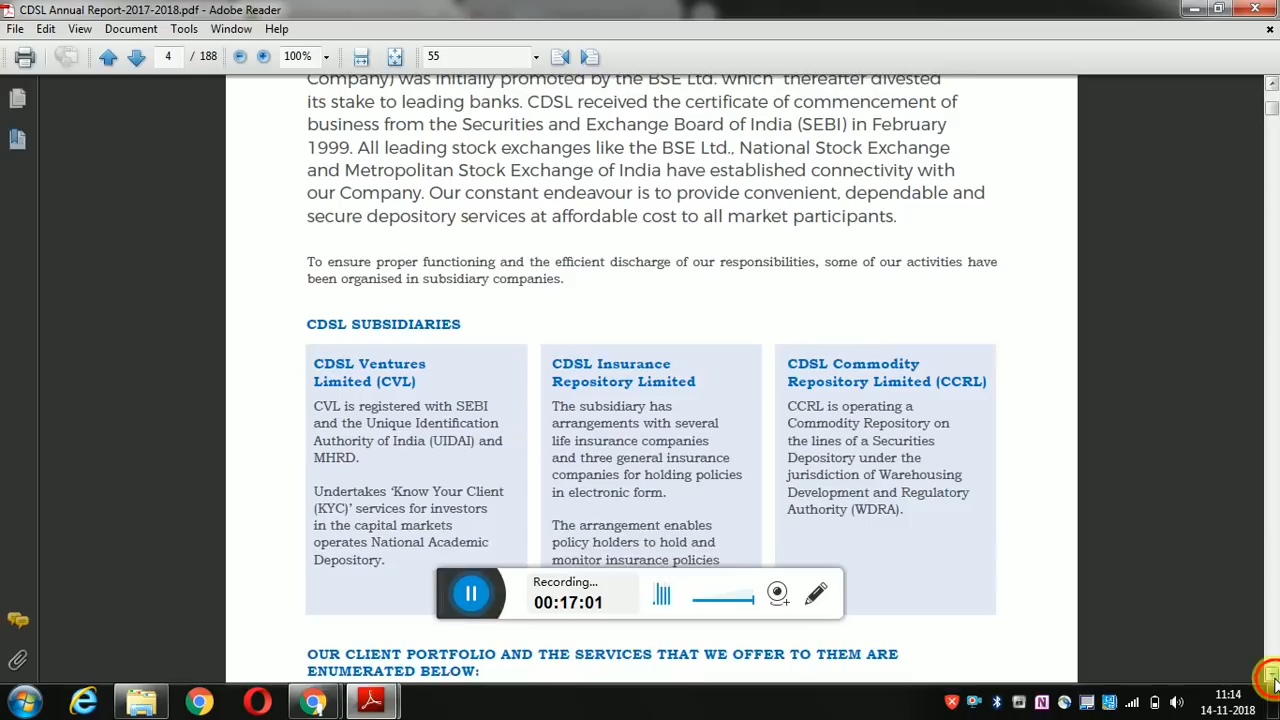 CDSL Annual Report-2017-2018.pdf - Adobe Reader
File Edit View Document Tools Window Help
4 / 188 100% 55
Company) was initially promoted by the BSE Ltd. which thereafter divested
its stake to leading banks. CDSL received the certificate of commencement of
business from the Securities and Exchange Board of India (SEBI) in February
1999. All leading stock exchanges like the BSE Ltd., National Stock Exchange
and Metropolitan Stock Exchange of India have established connectivity with
our Company. Our constant endeavour is to provide convenient, dependable and
secure depository services at affordable cost to all market participants.
To ensure proper functioning and the efficient discharge of our responsibilities, some of our activities have
been organised in subsidiary companies.
CDSL SUBSIDIARIES
CDSL Ventures
Limited (CVL)
CVL is registered with SEBI
and the Unique Identification
Authority of India (UIDAI) and
MHRD.
Undertakes ‘Know Your Client
(KYC)’ services for investors
in the capital markets
operates National Academic
Depository.
CDSL Insurance
Repository Limited
The subsidiary has
arrangements with several
life insurance companies
and three general insurance
companies for holding policies
in electronic form.
The arrangement enables
policy holders to hold and
monitor insurance policies
CDSL Commodity
Repository Limited (CCRL)
CCRL is operating a
Commodity Repository on
the lines of a Securities
Depository under the
jurisdiction of Warehousing
Development and Regulatory
Authority (WDRA).
Recording...
00:17:01
OUR CLIENT PORTFOLIO AND THE SERVICES THAT WE OFFER TO THEM ARE
ENUMERATED BELOW:
11:14
14-11-2018